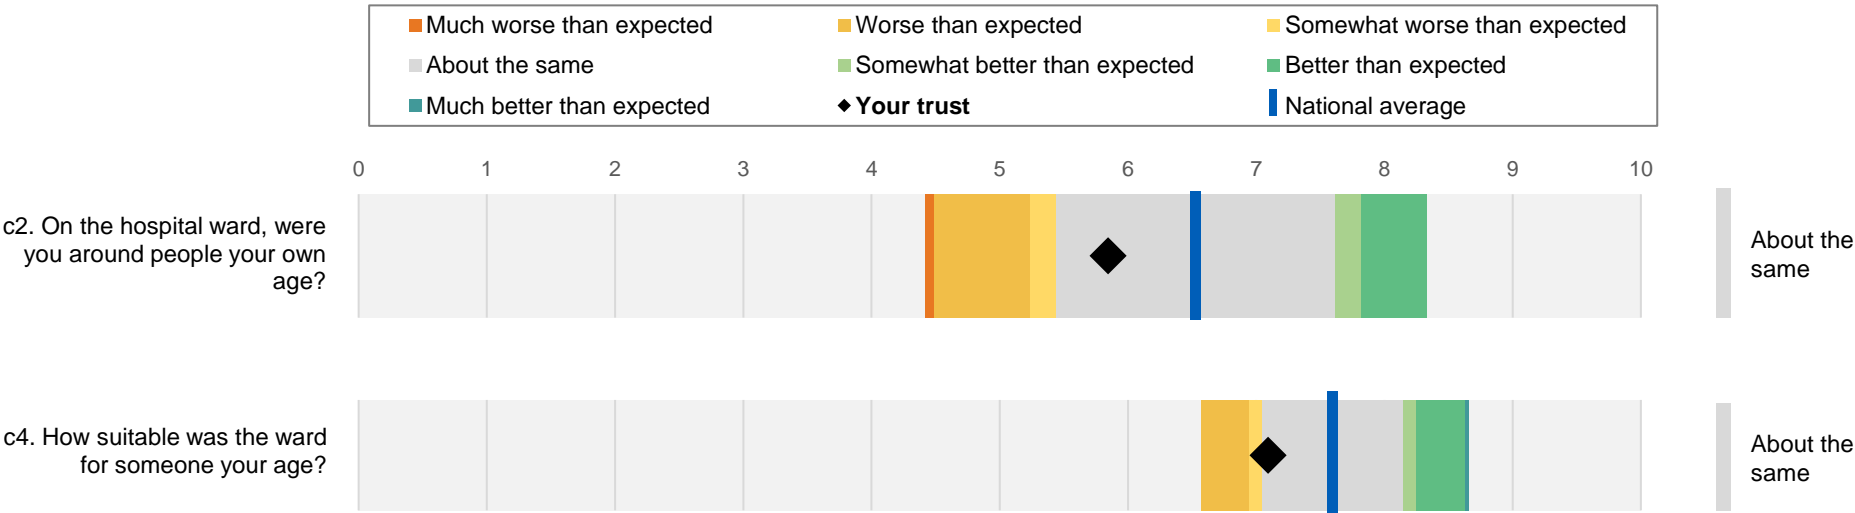 Much worse than expected
Worse than expected
Somewhat worse than expected
About the same
Somewhat better than expected
Better than expected
Much better than expected
Your trust
National average
0 1 2 3 4 5 6 7 8 9 10
c2. On the hospital ward, were
you around people your own
age?
About the
same
c4. How suitable was the ward
for someone your age?
About the
same